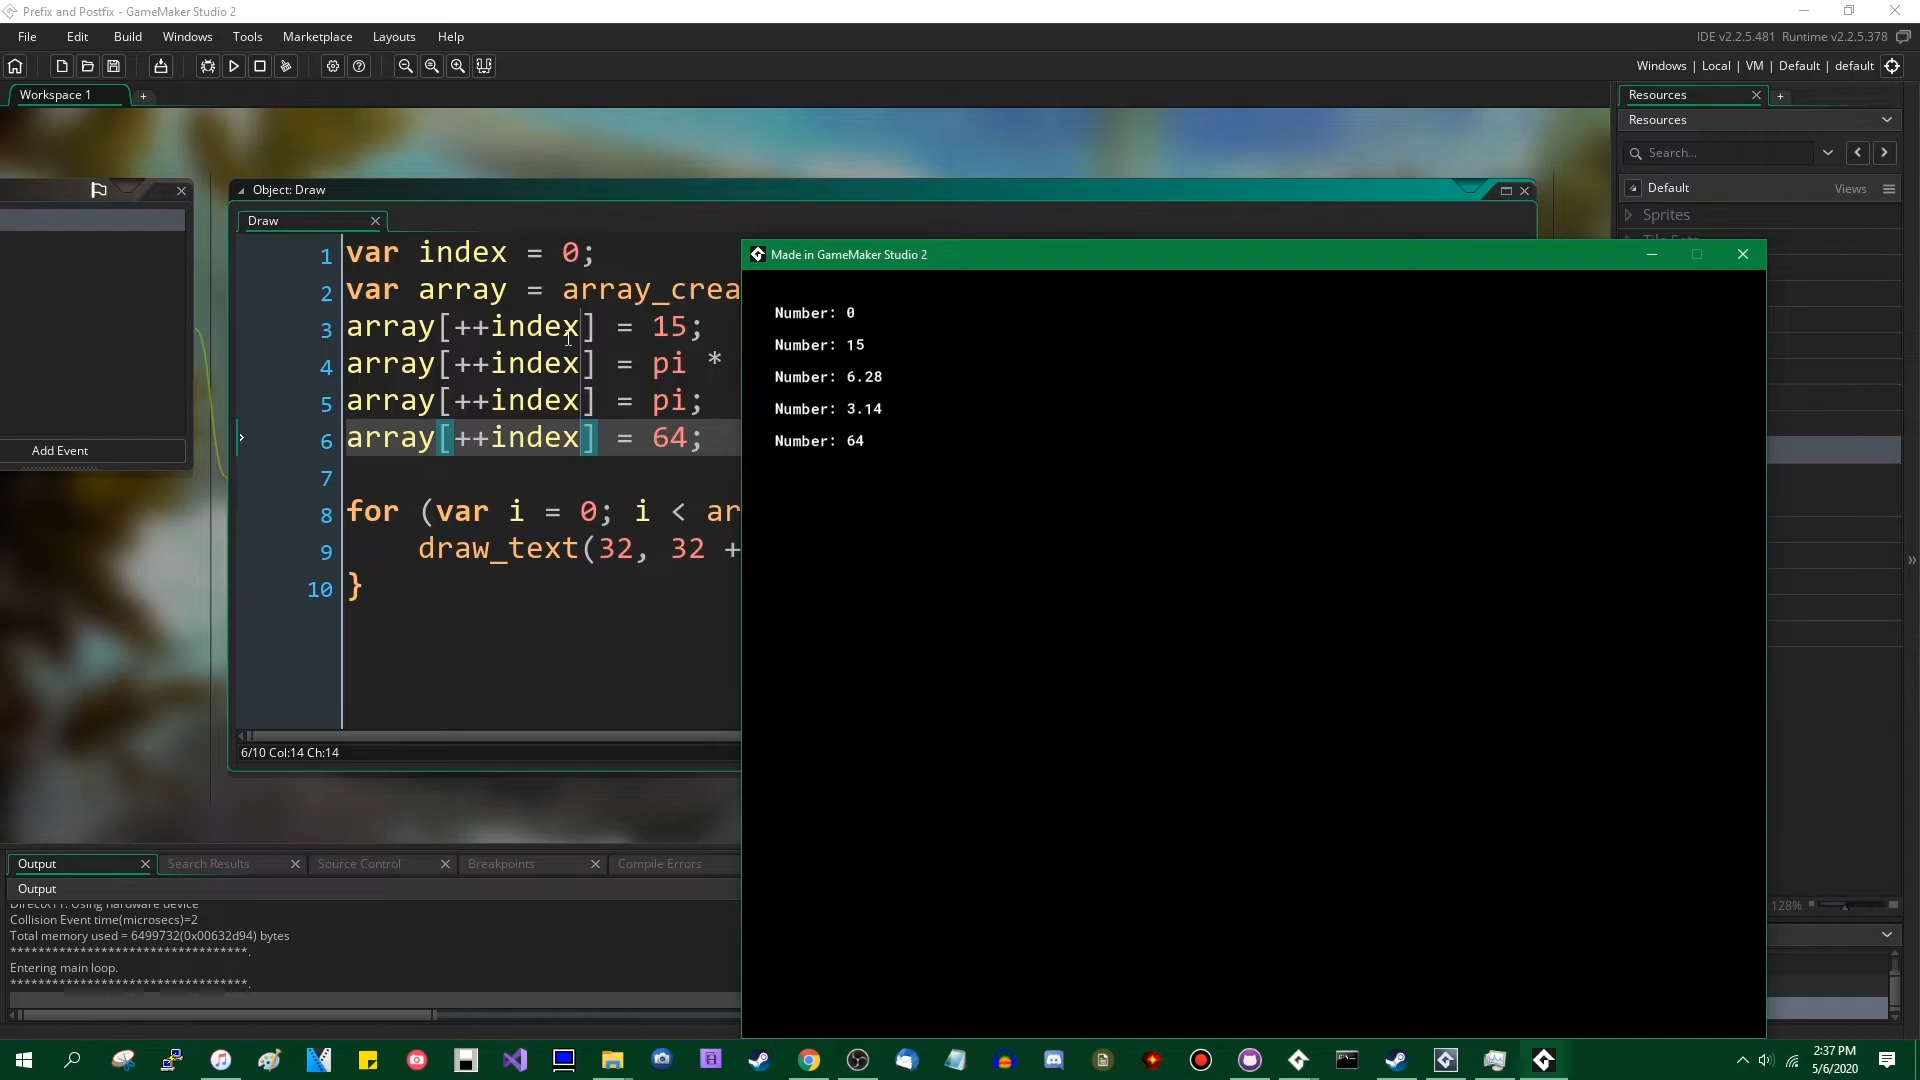 Prefix and Postfix - GameMaker Studio 2
File Edit Build Windows Tools Marketplace Layouts Help
IDE v2.2.5.481 Runtime v2.2.5.378
Windows | Local | VM | Default | default
Workspace 1 +
Resources +
Resources
Search...
Default Views
Sprites
Object: Draw
Draw
1 var index = 0;
2 var array = array_crea
3 array[++index] = 15;
4 array[++index] = pi *
5 array[++index] = pi;
6 array[++index] = 64;
7
8 for (var i = 0; i < ar
9 draw_text(32, 32 +
10 }
6/10 Col:14 Ch:14
Add Event
Made in GameMaker Studio 2
Number: 0
Number: 15
Number: 6.28
Number: 3.14
Number: 64
128%
Output Search Results Source Control Breakpoints Compile Errors
Output
DirectX11: Using hardware device
Collision Event time(microsecs)=2
Total memory used = 6499732(0x00632d94) bytes
**********************************.
Entering main loop.
**********************************.
2:37 PM
5/6/2020